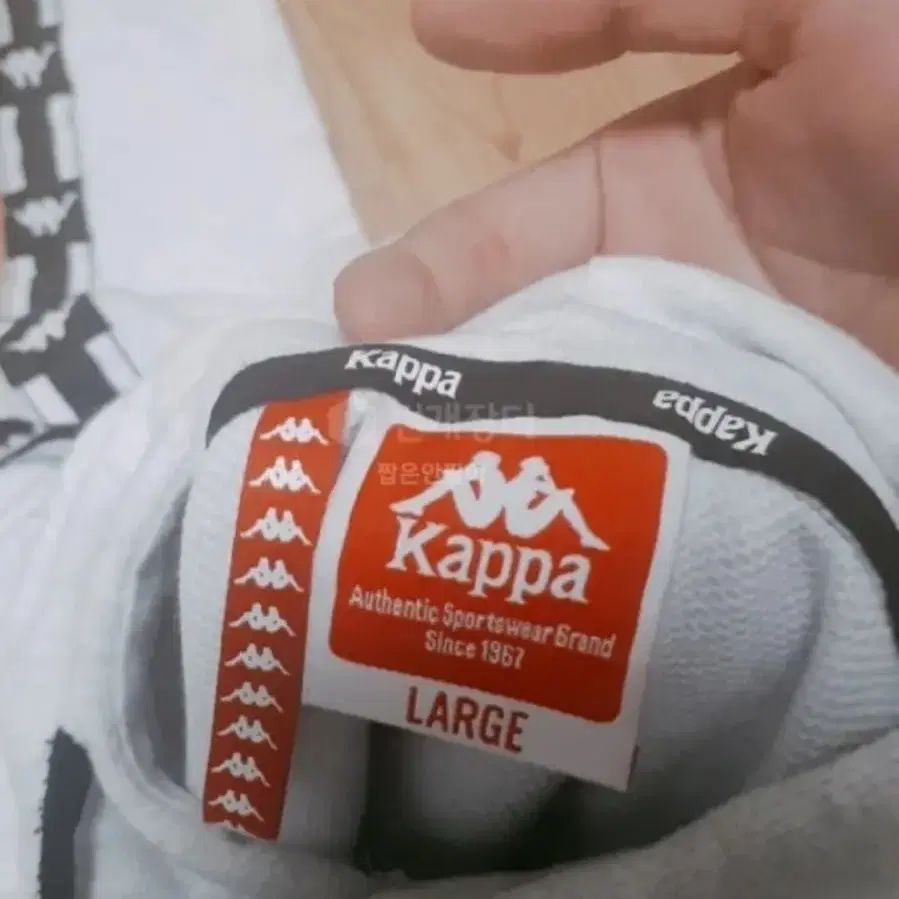 Kappa
Kappa
번개장터
Kappa
Authentic Sportswear Brand
Since 1967
LARGE